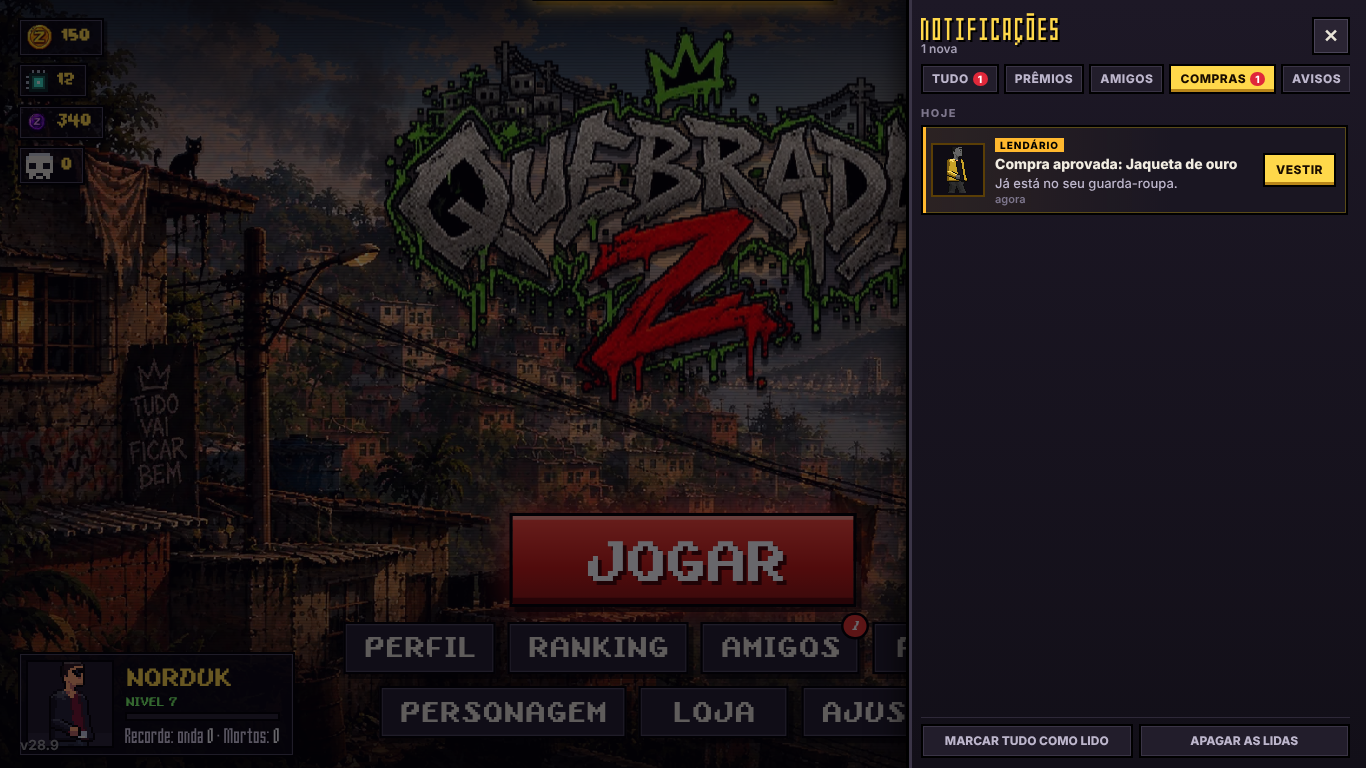 150
12
340
0
QUEBRAD
Z
TUDO
VAI
FICAR
BEM
JOGAR
PERFIL
RANKING
AMIGOS
1
PERSONAGEM
LOJA
AJUS
NORDUK
NIVEL 7
Recorde: onda 0 · Mortos: 0
v28.9
NOTIFICAÇÕES
1 nova
×
TUDO 1
PRÊMIOS
AMIGOS
COMPRAS 1
AVISOS
HOJE
LENDÁRIO
Compra aprovada: Jaqueta de ouro
Já está no seu guarda-roupa.
agora
VESTIR
MARCAR TUDO COMO LIDO
APAGAR AS LIDAS